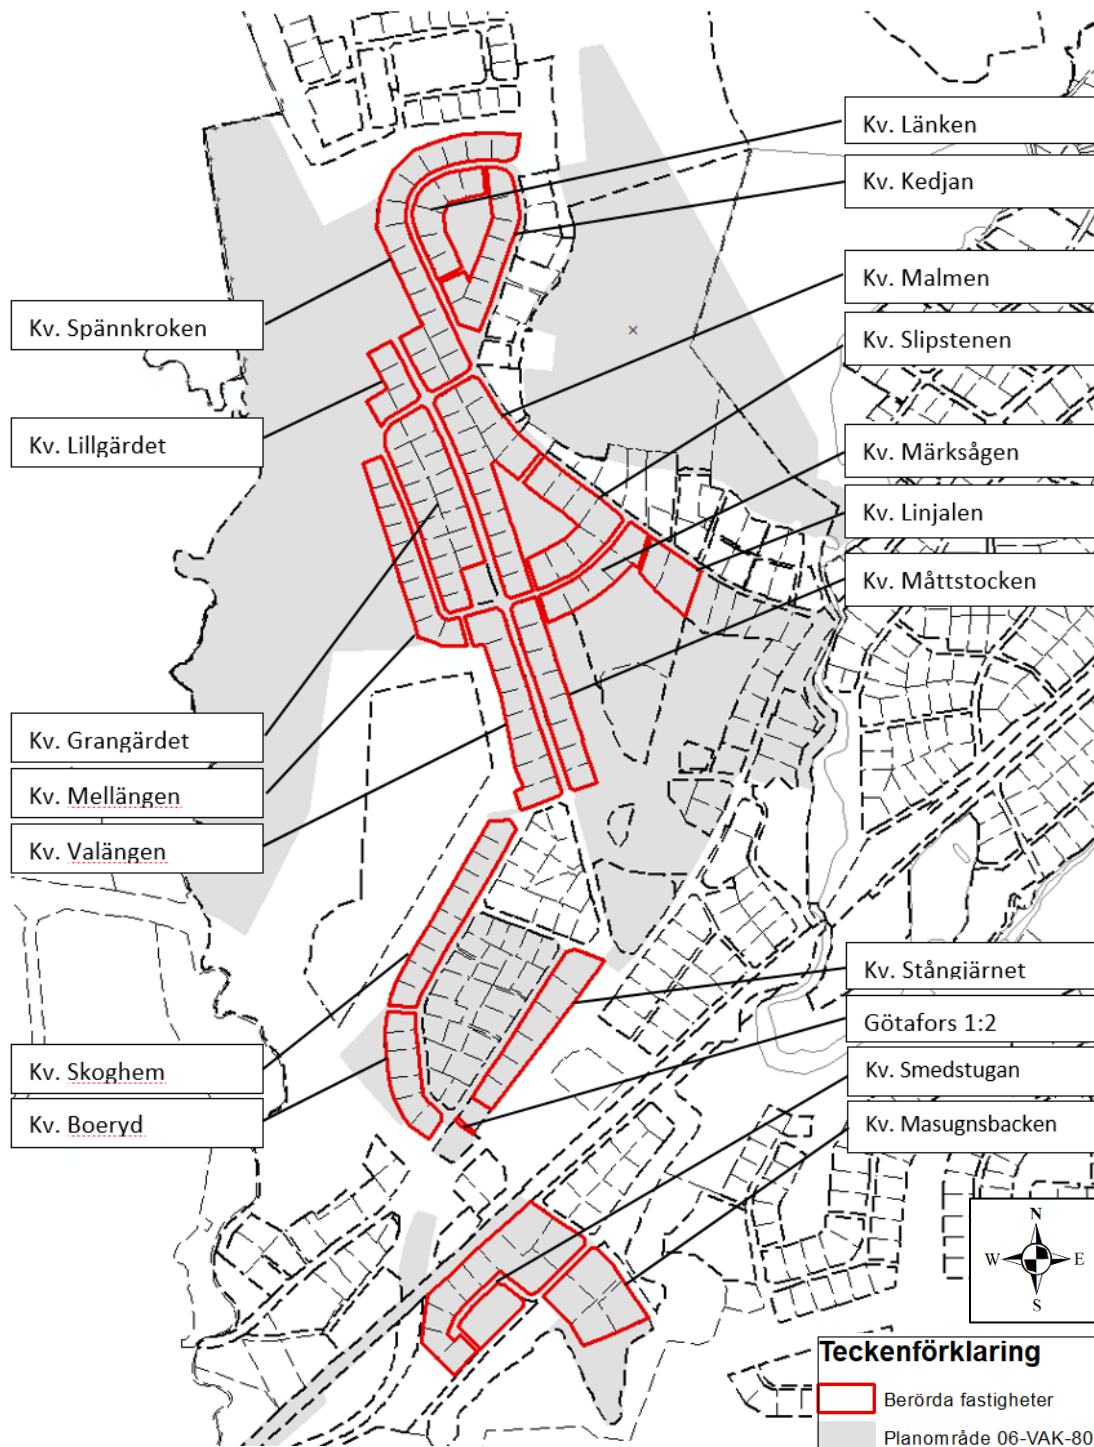 Kv. Länken
Kv. Kedjan
Kv. Malmen
Kv. Spännkroken
Kv. Slipstenen
Kv. Lillgärdet
Kv. Märksågen
Kv. Linjalen
Kv. Måttstocken
Kv. Grangärdet
Kv. Mellängen
Kv. Valängen
Kv. Stångjärnet
Götafors 1:2
Kv. Skoghem
Kv. Smedstugan
Kv. Boeryd
Kv. Masugnsbacken
N
W E
S
Teckenförklaring
Berörda fastigheter
Planområde 06-VAK-80